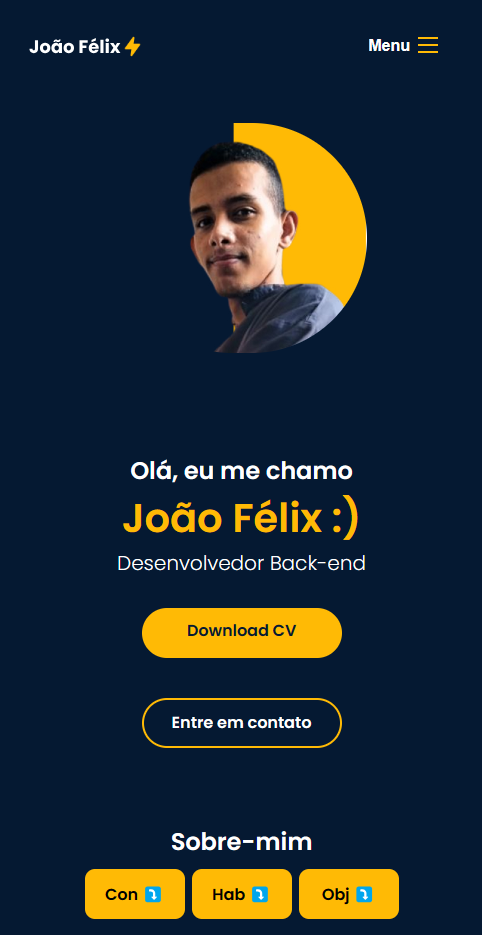 João Félix
Menu
Olá, eu me chamo
João Félix :)
Desenvolvedor Back-end
Download CV
Entre em contato
Sobre-mim
Con
Hab
Obj